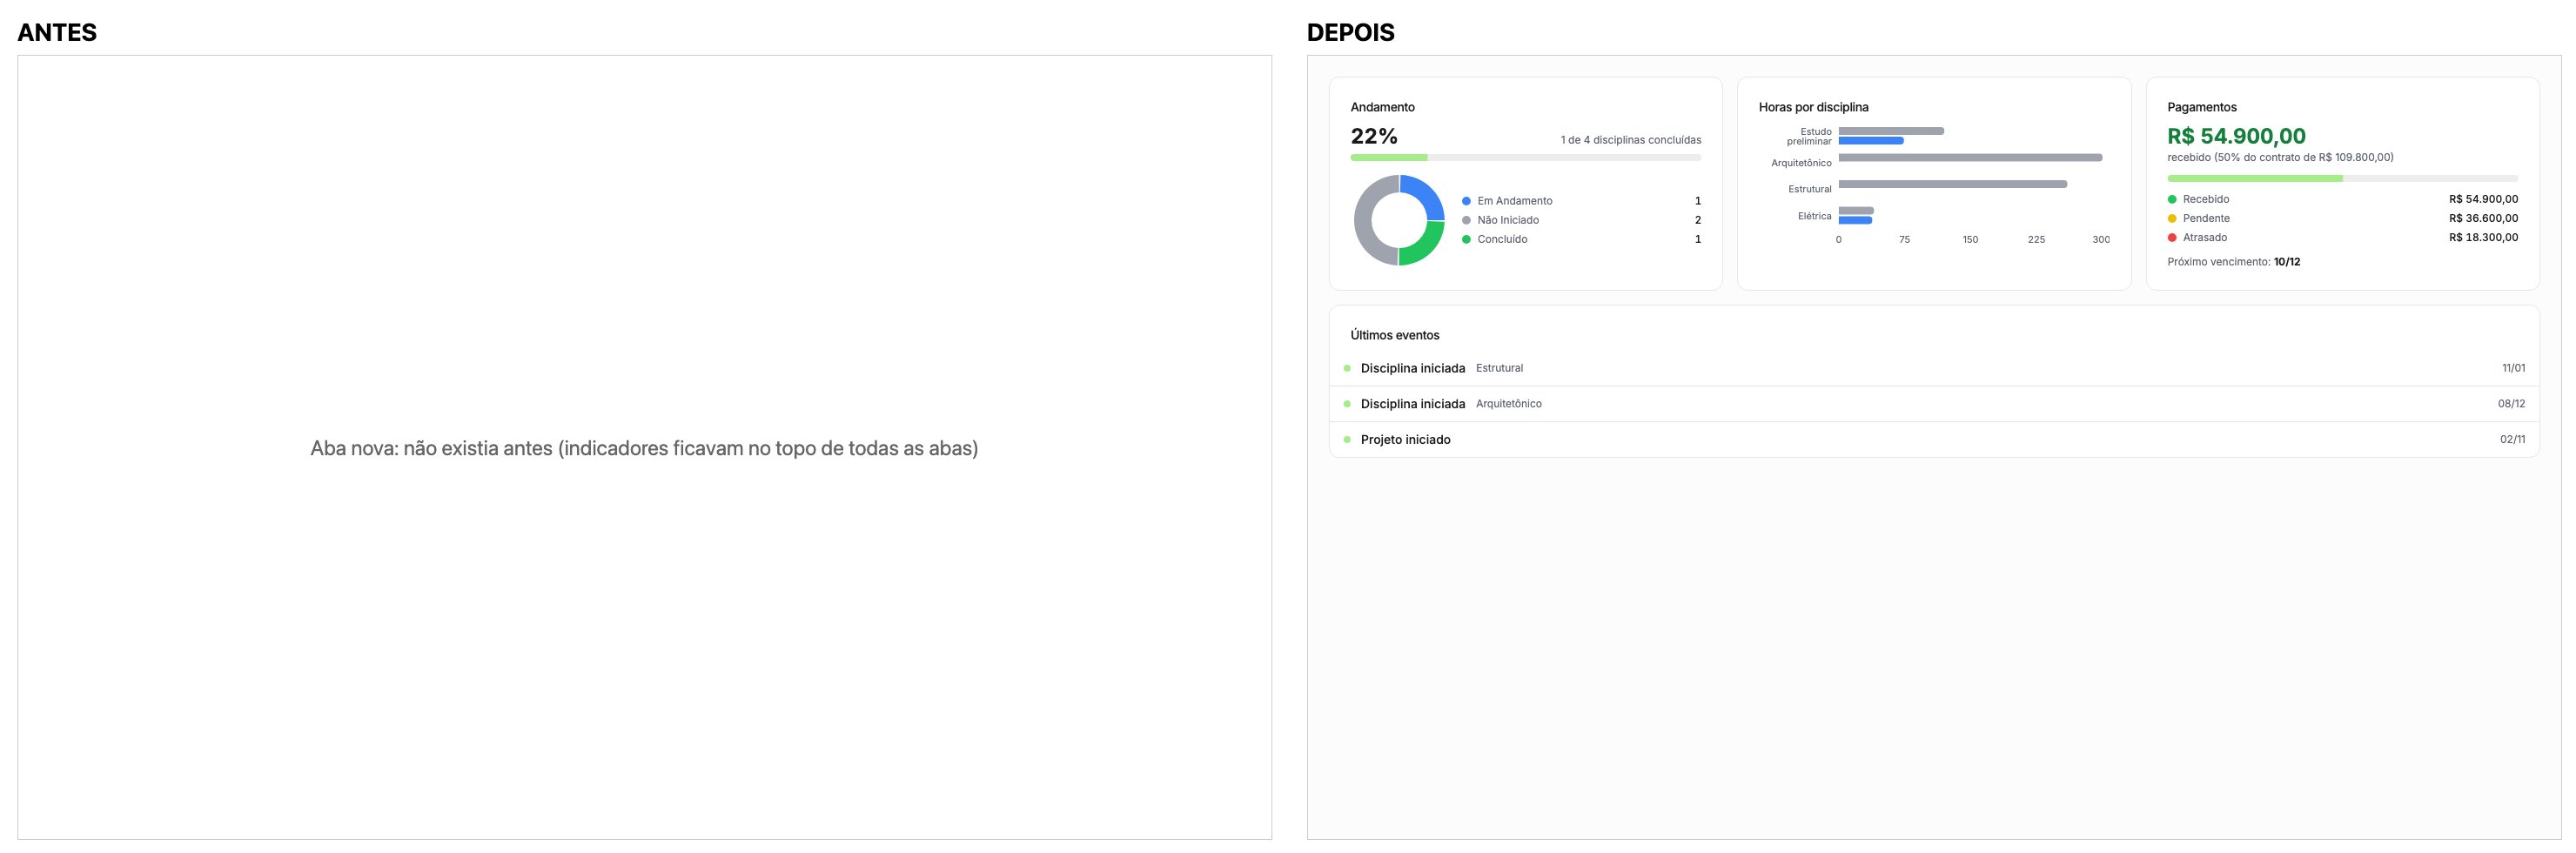 ANTES
Aba nova: não existia antes (indicadores ficavam no topo de todas as abas)
DEPOIS
Andamento
22%
1 de 4 disciplinas concluídas
Em Andamento 1
Não Iniciado 2
Concluído 1
Horas por disciplina
Estudo
preliminar
Arquitetônico
Estrutural
Elétrica
0 75 150 225 300
Pagamentos
R$ 54.900,00
recebido (50% do contrato de R$ 109.800,00)
Recebido R$ 54.900,00
Pendente R$ 36.600,00
Atrasado R$ 18.300,00
Próximo vencimento: 10/12
Últimos eventos
Disciplina iniciada Estrutural 11/01
Disciplina iniciada Arquitetônico 08/12
Projeto iniciado 02/11